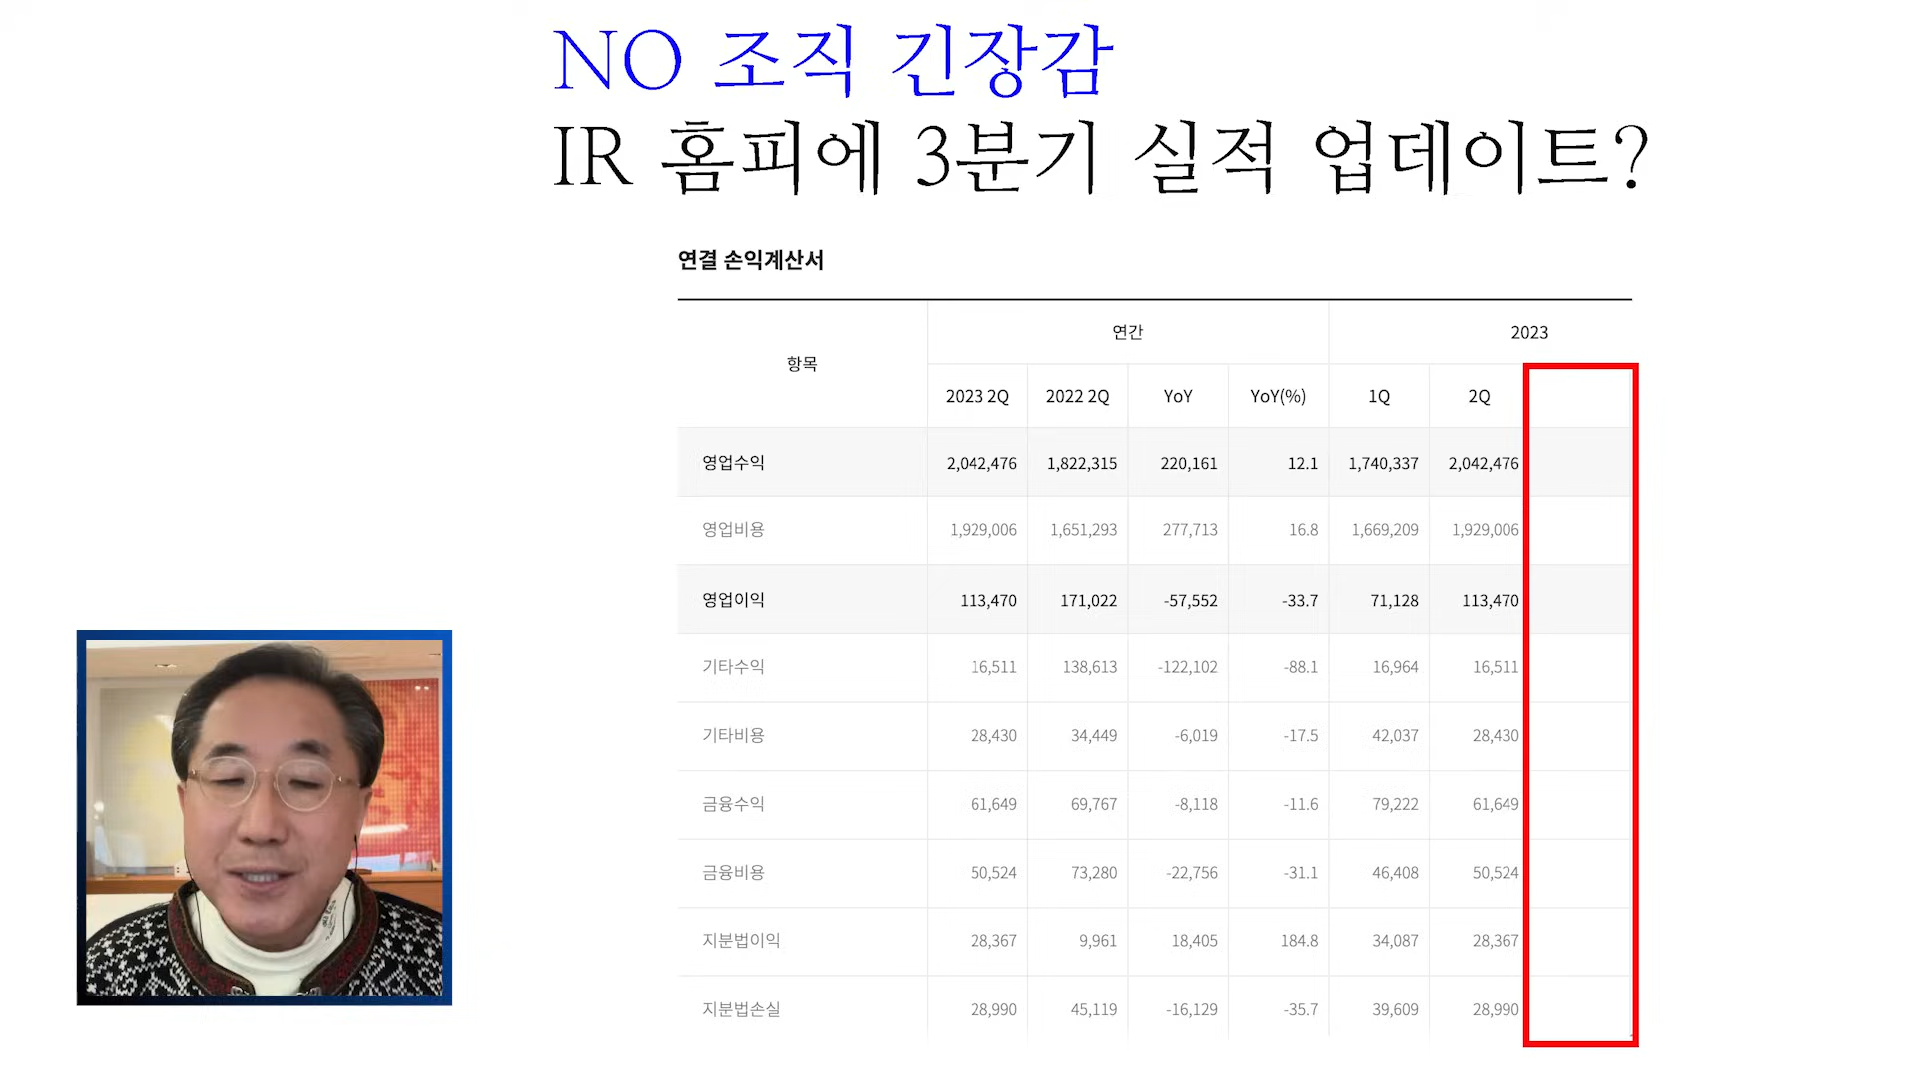 NO 조직 긴장감
IR 홈피에 3분기 실적 업데이트?
연결 손익계산서
항목 연간 2023
2023 2Q 2022 2Q YoY YoY(%) 1Q 2Q
영업수익 2,042,476 1,822,315 220,161 12.1 1,740,337 2,042,476
영업비용 1,929,006 1,651,293 277,713 16.8 1,669,209 1,929,006
영업이익 113,470 171,022 -57,552 -33.7 71,128 113,470
기타수익 16,511 138,613 -122,102 -88.1 16,964 16,511
기타비용 28,430 34,449 -6,019 -17.5 42,037 28,430
금융수익 61,649 69,767 -8,118 -11.6 79,222 61,649
금융비용 50,524 73,280 -22,756 -31.1 46,408 50,524
지분법이익 28,367 9,961 18,405 184.8 34,087 28,367
지분법손실 28,990 45,119 -16,129 -35.7 39,609 28,990